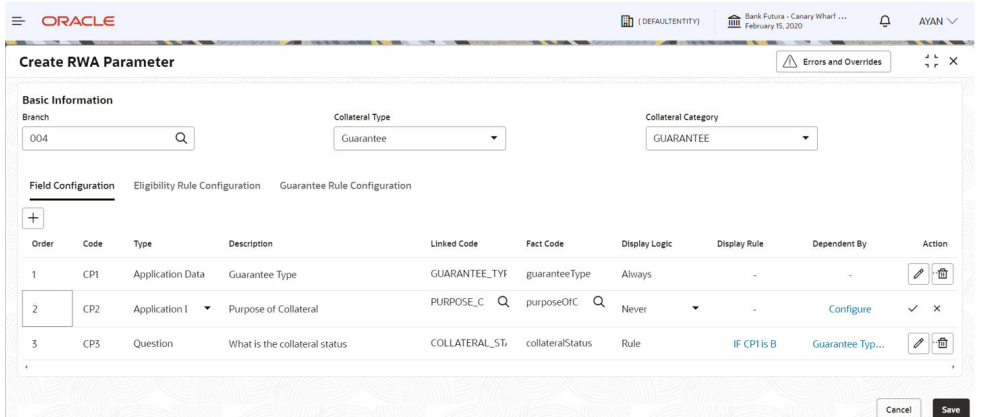 ORACLE
( DEFAULTENTITY)
Bank Futura - Canary Wharf ...
February 15, 2020
AYAN
Create RWA Parameter
Errors and Overrides
Basic Information
Branch Collateral Type Collateral Category
004 Guarantee GUARANTEE
Field Configuration Eligibility Rule Configuration Guarantee Rule Configuration
Order Code Type Description Linked Code Fact Code Display Logic Display Rule Dependent By Action
1 CP1 Application Data Guarantee Type GUARANTEE_TYF guaranteeType Always - -
2 CP2 Application [ Purpose of Collateral PURPOSE_C purposeOfC Never - Configure
3 CP3 Question What is the collateral status COLLATERAL_ST collateralStatus Rule IF CP1 is B Guarantee Typ...
Cancel Save